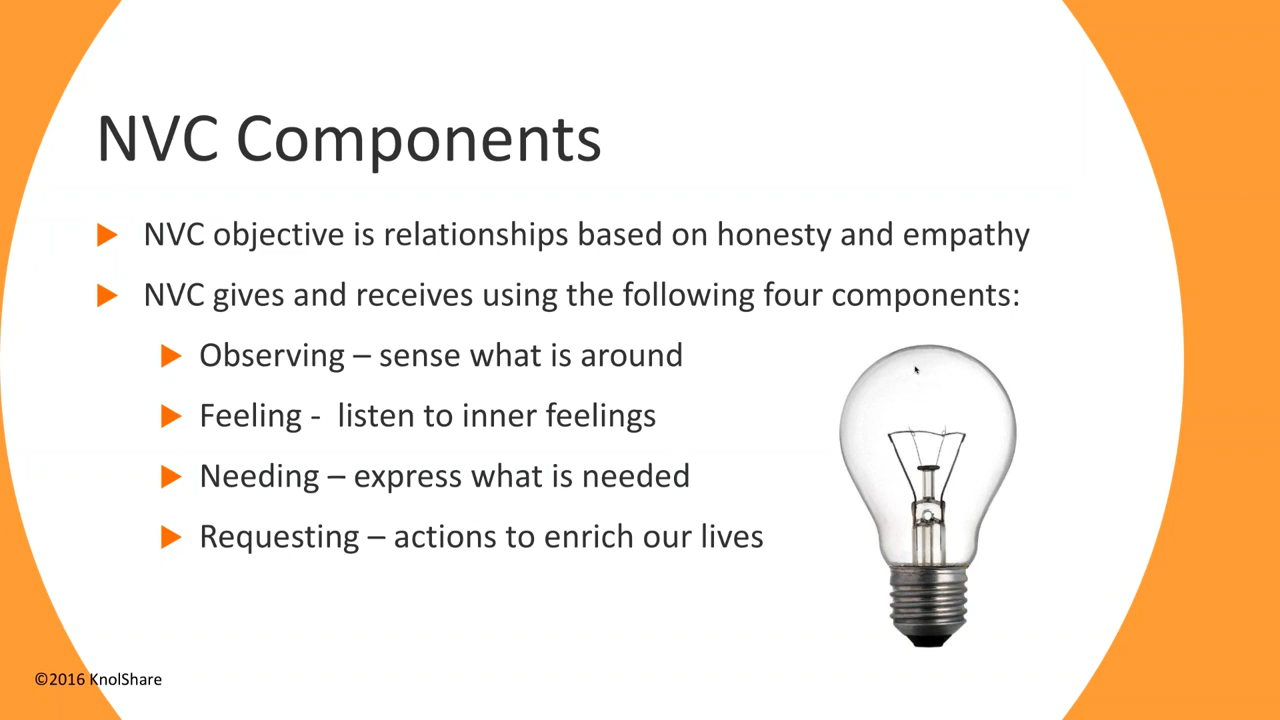 NVC Components
NVC objective is relationships based on honesty and empathy
NVC gives and receives using the following four components:
Observing – sense what is around
Feeling -  listen to inner feelings
Needing – express what is needed
Requesting – actions to enrich our lives
©2016 KnolShare